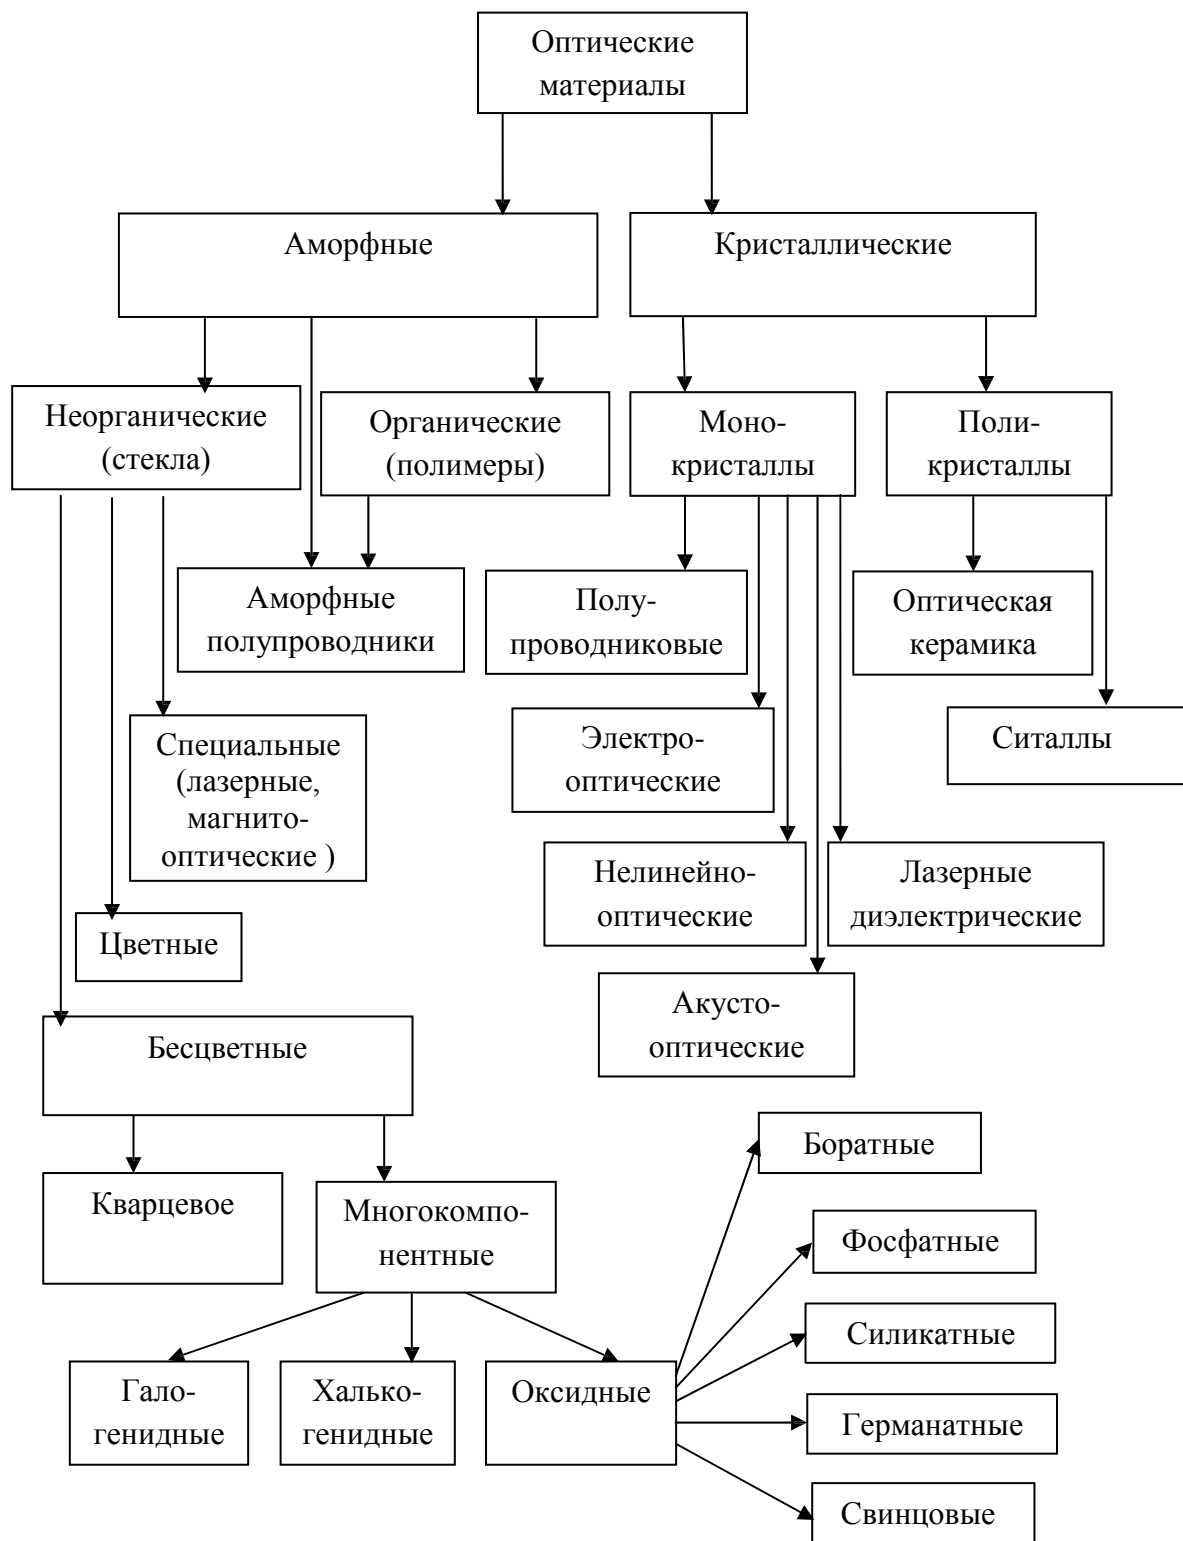 Оптические
материалы
Аморфные
Кристаллические
Неорганические
(стекла)
Органические
(полимеры)
Моно-
кристаллы
Поли-
кристаллы
Аморфные
полупроводники
Полу-
проводниковые
Оптическая
керамика
Специальные
(лазерные,
магнито-
оптические )
Электро-
оптические
Ситаллы
Нелинейно-
оптические
Лазерные
диэлектрические
Цветные
Акусто-
оптические
Бесцветные
Кварцевое
Многокомпо-
нентные
Боратные
Фосфатные
Силикатные
Гало-
генидные
Халько-
генидные
Оксидные
Германатные
Свинцовые